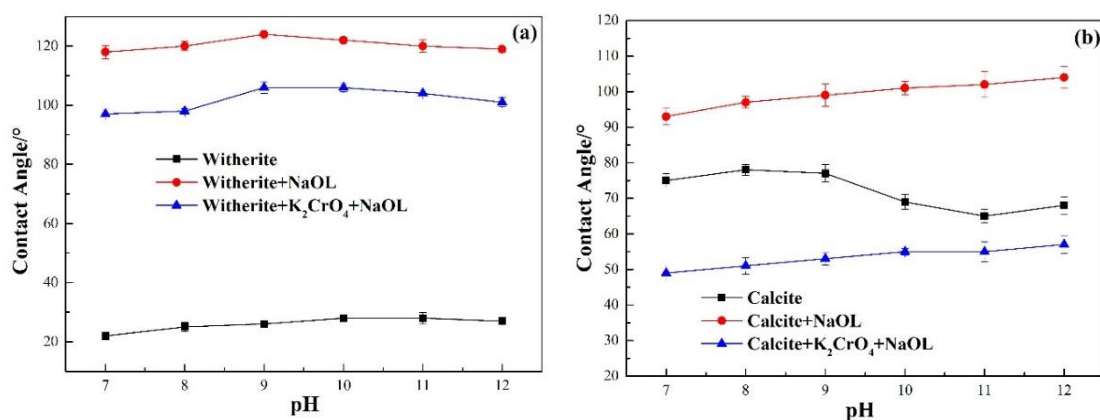 (a)
Contact Angle/°
120
100
80
60
40
20
Witherite
Witherite+NaOL
Witherite+K₂CrO₄+NaOL
7 8 9 10 11 12
pH
(b)
Contact Angle/°
120
110
100
90
80
70
60
50
40
30
20
Calcite
Calcite+NaOL
Calcite+K₂CrO₄+NaOL
7 8 9 10 11 12
pH